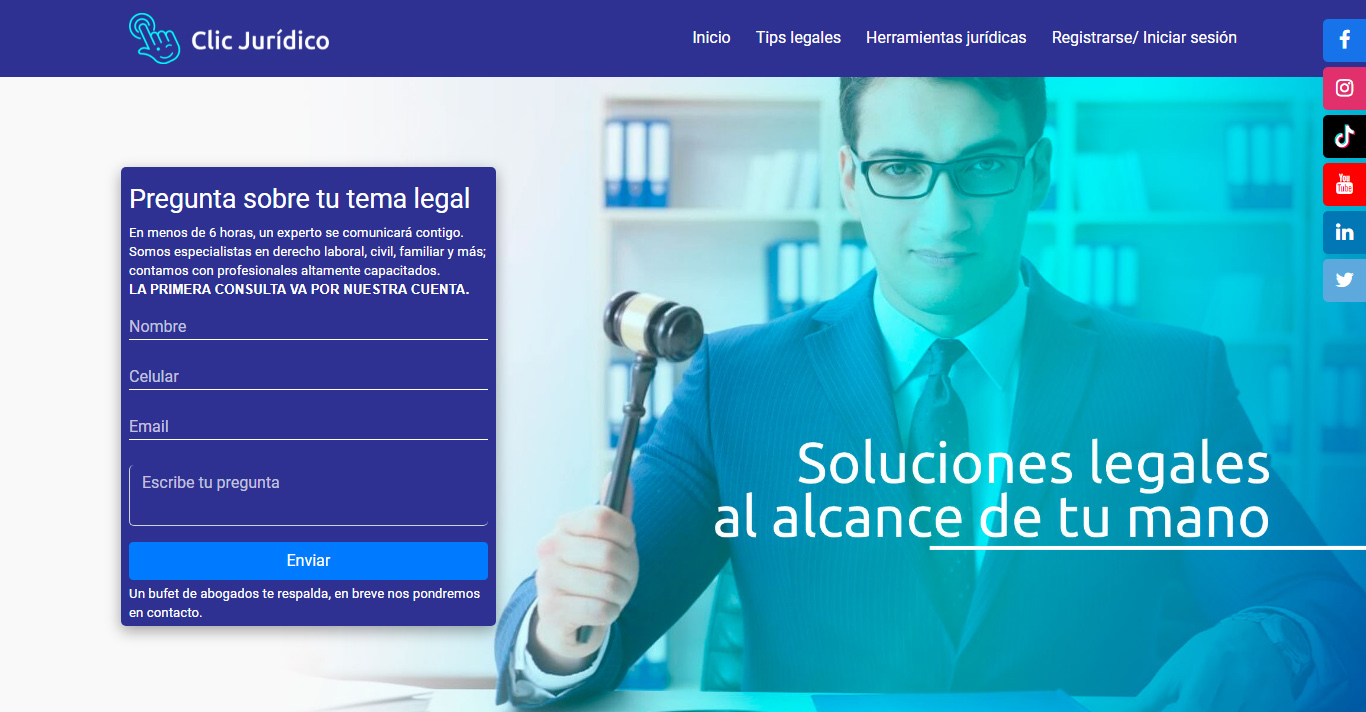 Clic Jurídico
Inicio Tips legales Herramientas jurídicas Registrarse/ Iniciar sesión
Pregunta sobre tu tema legal
En menos de 6 horas, un experto se comunicará contigo.
Somos especialistas en derecho laboral, civil, familiar y más;
contamos con profesionales altamente capacitados.
LA PRIMERA CONSULTA VA POR NUESTRA CUENTA.
Nombre
Celular
Email
Escribe tu pregunta
Enviar
Un bufet de abogados te respalda, en breve nos pondremos
en contacto.
Soluciones legales
al alcance de tu mano
You
Tube
in